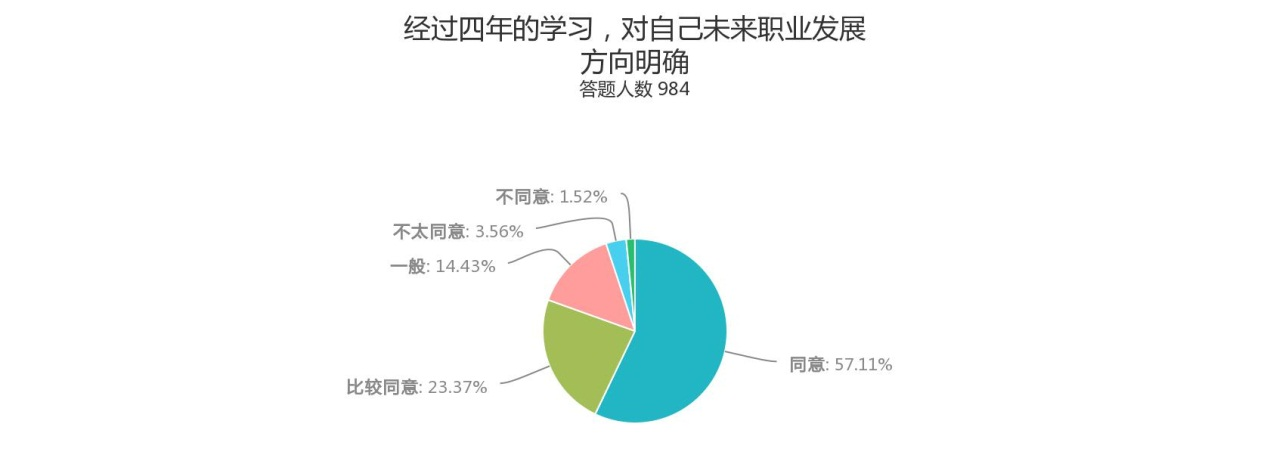 经过四年的学习，对自己未来职业发展
方向明确
答题人数 984
不同意: 1.52%
不太同意: 3.56%
一般: 14.43%
同意: 57.11%
比较同意: 23.37%